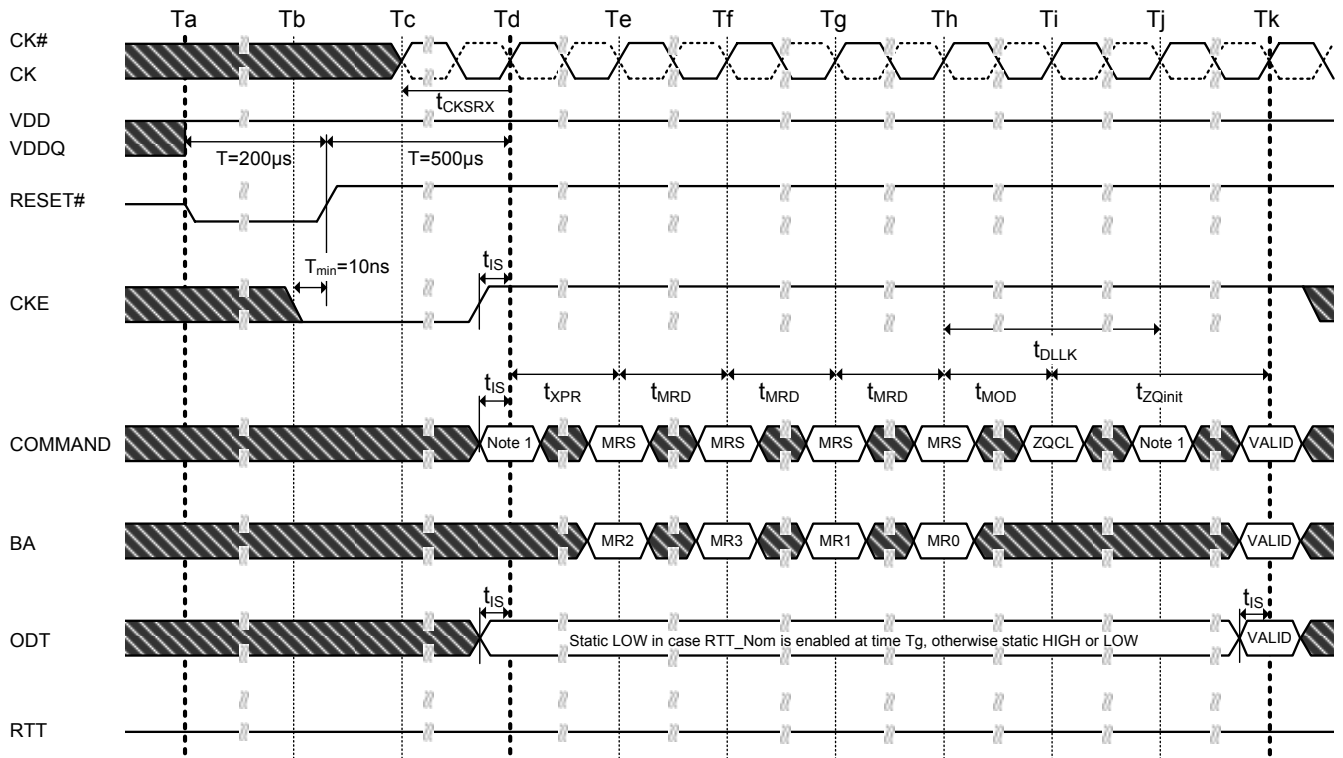 Ta Tb Tc Td Te Tf Tg Th Ti Tj Tk
CK#
CK
tCKSRX
VDD
VDDQ
T=200µs T=500µs
RESET#
Tmin=10ns tIS
CKE
tDLLK
tIS tXPR tMRD tMRD tMRD tMOD tZQinit
COMMAND Note 1 MRS MRS MRS MRS ZQCL Note 1 VALID
BA MR2 MR3 MR1 MR0 VALID
tIS tIS
ODT Static LOW in case RTT_Nom is enabled at time Tg, otherwise static HIGH or LOW VALID
RTT